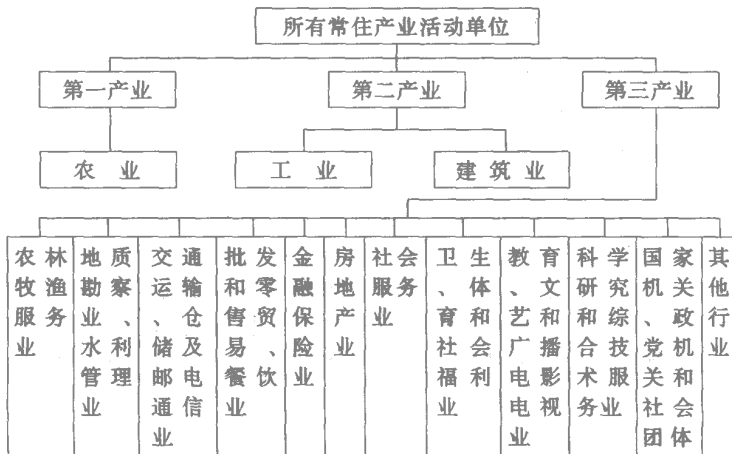 所有常住产业活动单位
第一产业
第二产业
第三产业
农业
工业
建筑业
农林牧渔服务业
地质勘察业、水利管理业
交通运输、仓储及邮电通信业
批发和零售贸易、餐饮业
金融保险业
房地产业
社会服务业
卫生、体育和社会福利业
教育、文艺和广播电影电视业
科学研究和综合技术服务业
国家机关、政党机关和社会团体
其他行业